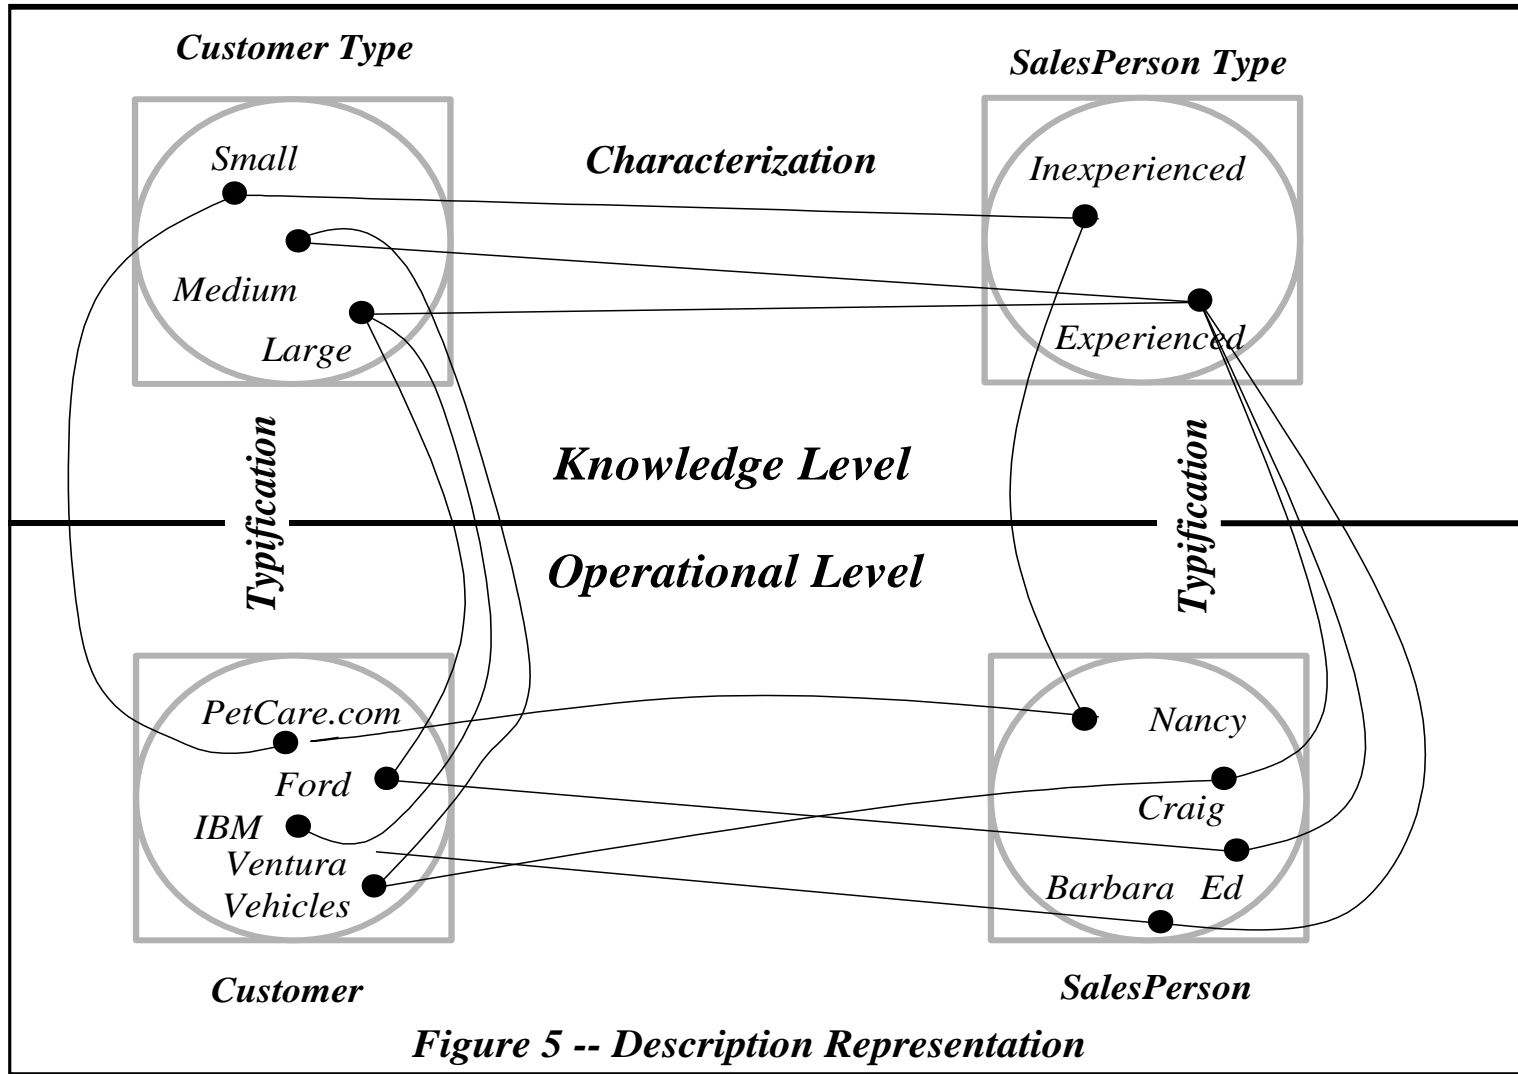 Customer Type
SalesPerson Type
Small
Characterization
Inexperienced
Medium
Large
Experienced
Typification
Knowledge Level
Typification
Operational Level
PetCare.com
Nancy
Ford
Craig
IBM
Ventura
Vehicles
Barbara
Ed
Customer
SalesPerson
Figure 5 -- Description Representation